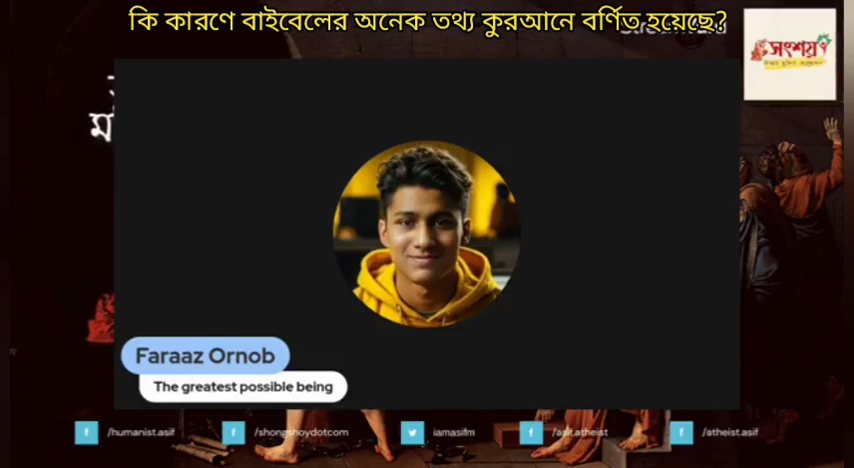 কি কারণে বাইবেলের অনেক তথ্য কুরআনে বর্ণিত হয়েছে?
সংশয়
Faraaz Ornob
The greatest possible being
/humanist.asif
/shongshoydotcom
iamasifm
/asif.atheist
/atheist.asif